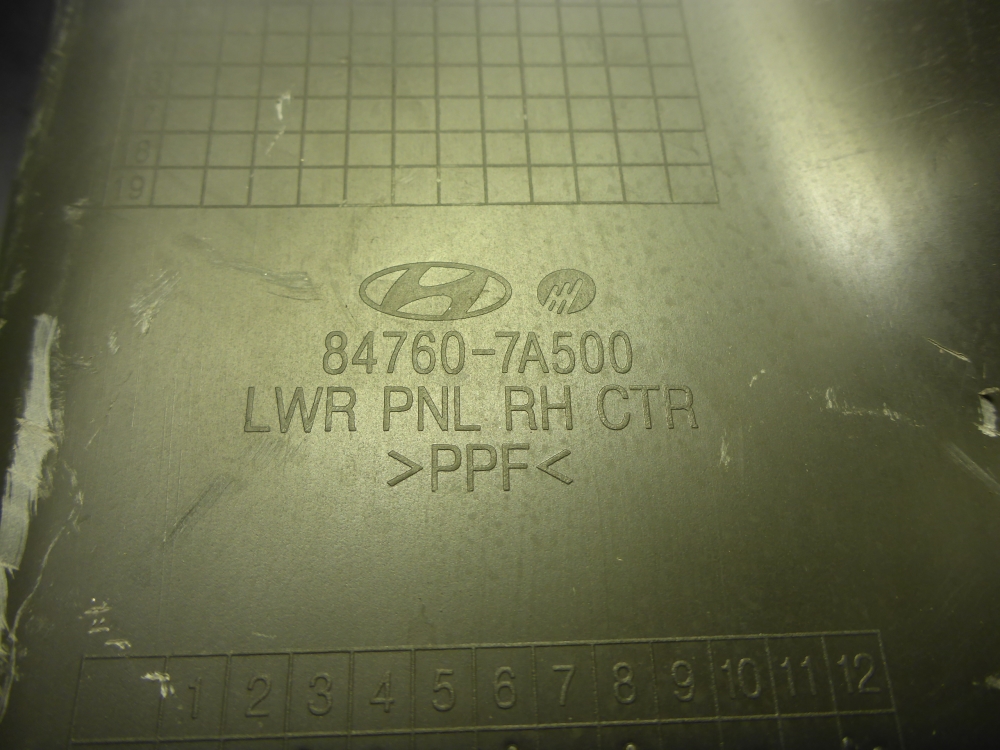 8
19
84760-7A500
LWR PNL RH CTR
>PPF<
1 2 3 4 5 6 7 8 9 10 11 12